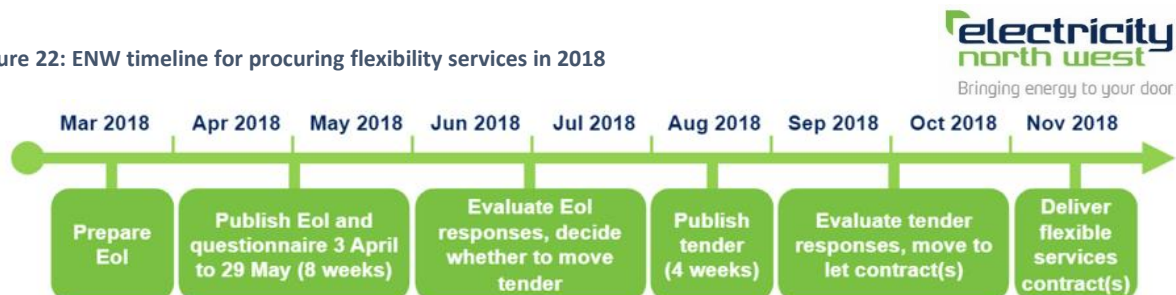 ure 22: ENW timeline for procuring flexibility services in 2018
electricity
north west
Bringing energy to your door
Mar 2018 Apr 2018 May 2018 Jun 2018 Jul 2018 Aug 2018 Sep 2018 Oct 2018 Nov 2018
Prepare
EoI
Publish EoI and
questionnaire 3 April
to 29 May (8 weeks)
Evaluate EoI
responses, decide
whether to move
tender
Publish
tender
(4 weeks)
Evaluate tender
responses, move to
let contract(s)
Deliver
flexible
services
contract(s)